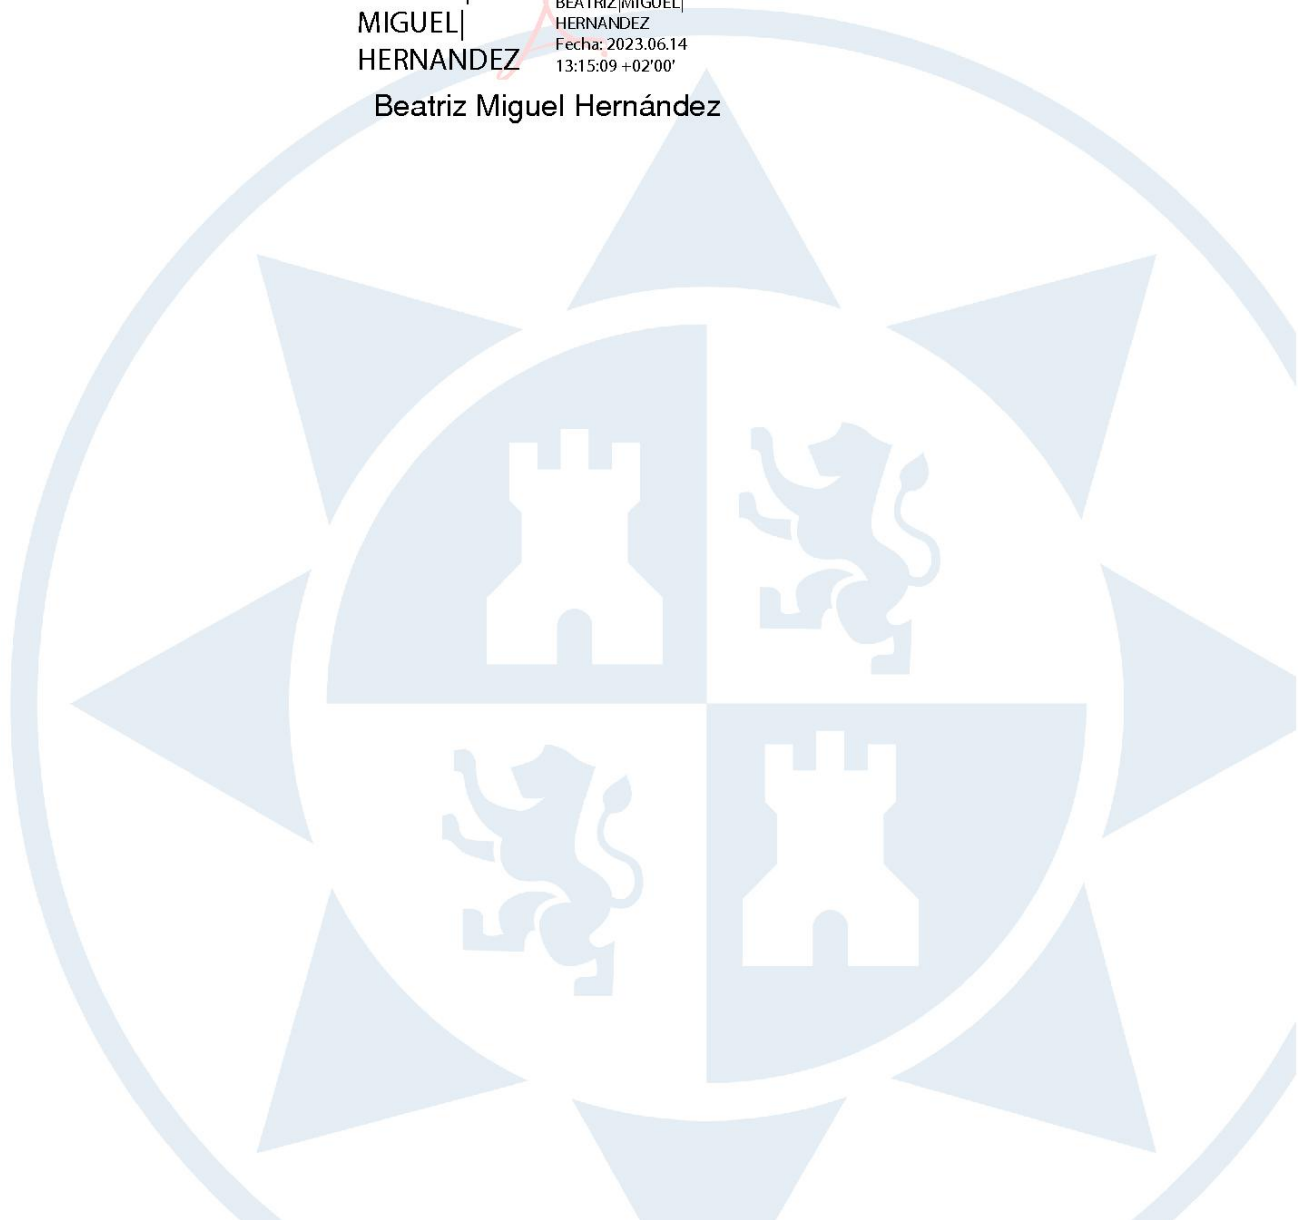 MIGUEL|
HERNANDEZ
BEATRIZ|MIGUEL|
HERNANDEZ
Fecha: 2023.06.14
13:15:09 +02'00'
Beatriz Miguel Hernández